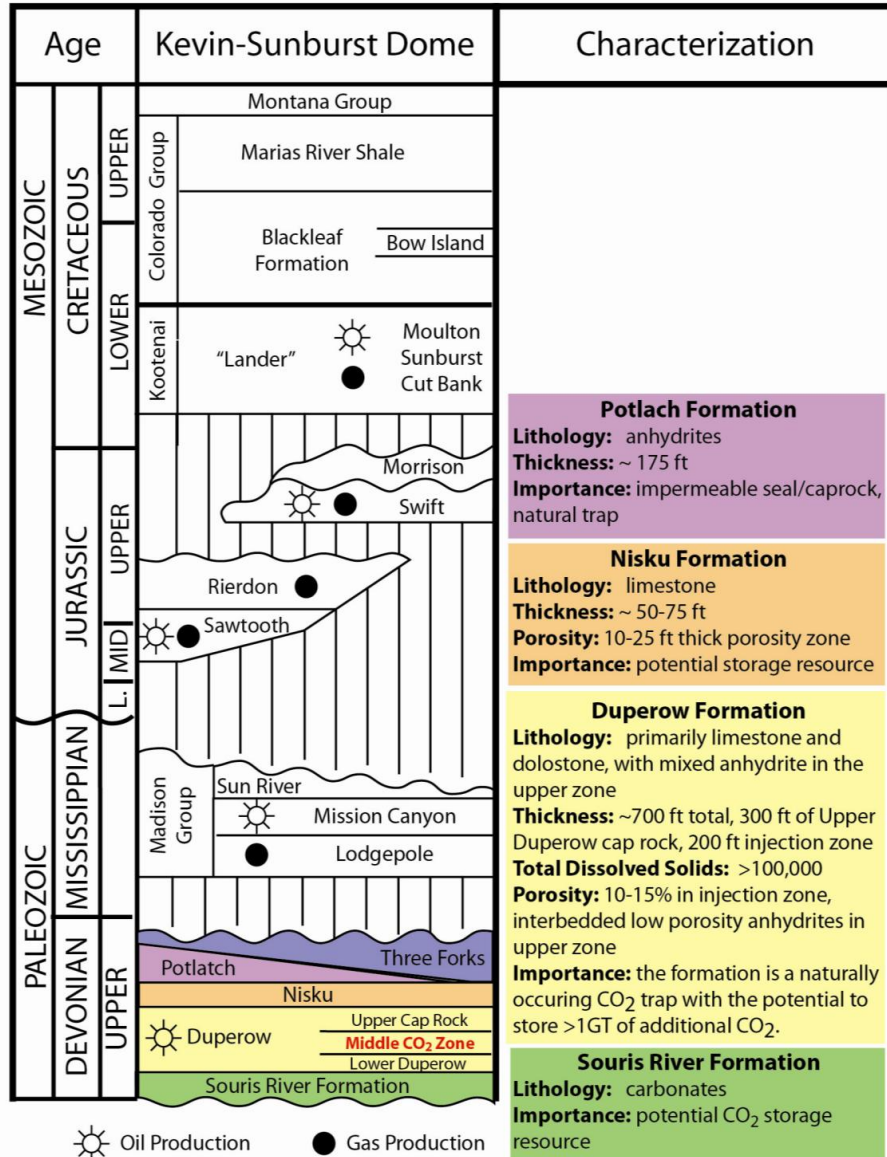 Age
Kevin-Sunburst Dome
Characterization
MESOZOIC
PALEOZOIC
CRETACEOUS
JURASSIC
MISSISSIPPIAN
DEVONIAN
UPPER
LOWER
UPPER
MID
L.
UPPER
Montana Group
Colorado Group
Marias River Shale
Blackleaf
Formation
Bow Island
Kootenai
"Lander"
Moulton
Sunburst
Cut Bank
Morrison
Swift
Rierdon
Sawtooth
Madison
Group
Sun River
Mission Canyon
Lodgepole
Three Forks
Potlatch
Nisku
Duperow
Upper Cap Rock
Middle CO2 Zone
Lower Duperow
Souris River Formation
Oil Production
Gas Production
Potlach Formation
Lithology: anhydrites
Thickness: ~ 175 ft
Importance: impermeable seal/caprock,
natural trap
Nisku Formation
Lithology: limestone
Thickness: ~ 50-75 ft
Porosity: 10-25 ft thick porosity zone
Importance: potential storage resource
Duperow Formation
Lithology: primarily limestone and
dolostone, with mixed anhydrite in the
upper zone
Thickness: ~700 ft total, 300 ft of Upper
Duperow cap rock, 200 ft injection zone
Total Dissolved Solids: >100,000
Porosity: 10-15% in injection zone,
interbedded low porosity anhydrites in
upper zone
Importance: the formation is a naturally
occuring CO2 trap with the potential to
store >1GT of additional CO2.
Souris River Formation
Lithology: carbonates
Importance: potential CO2 storage
resource